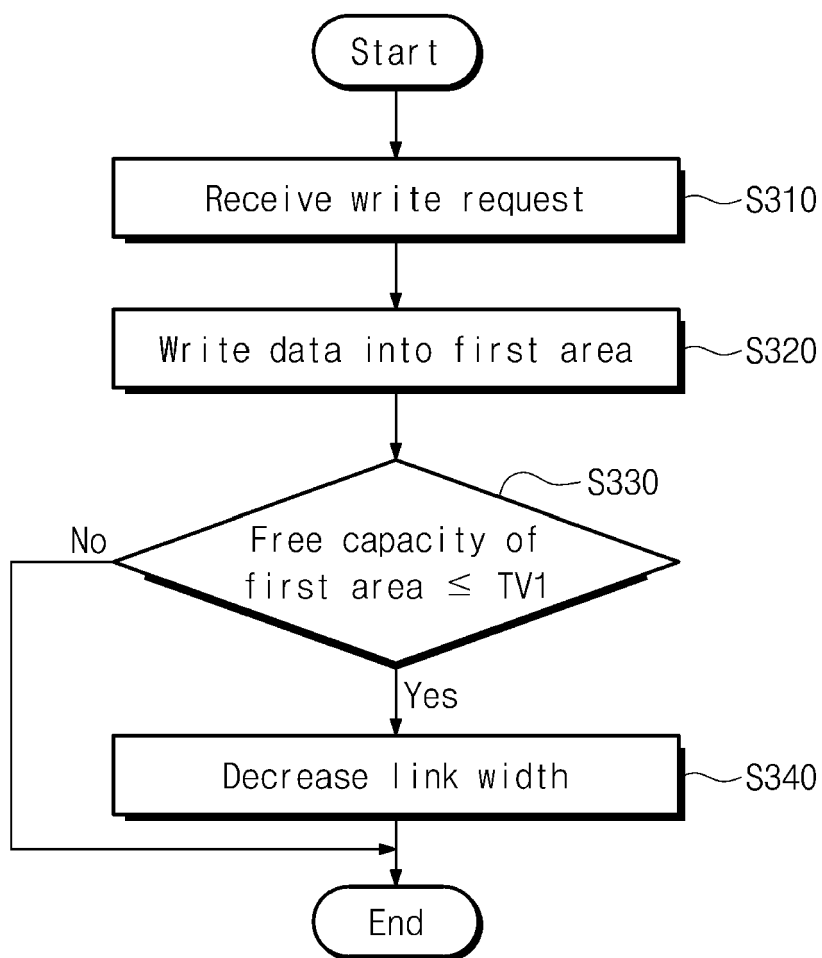 Start
Receive write request
S310
Write data into first area
S320
S330
No
Free capacity of
first area ≦ TV1
Yes
Decrease link width
S340
End